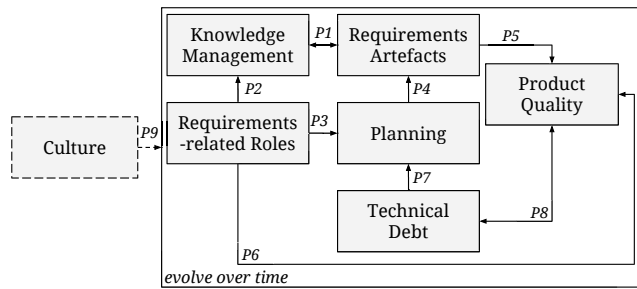 Knowledge
Management
P1
Requirements
Artefacts
P5
Product
Quality
P2
P4
Culture
P9
Requirements
-related Roles
P3
Planning
P7
Technical
Debt
P8
P6
evolve over time